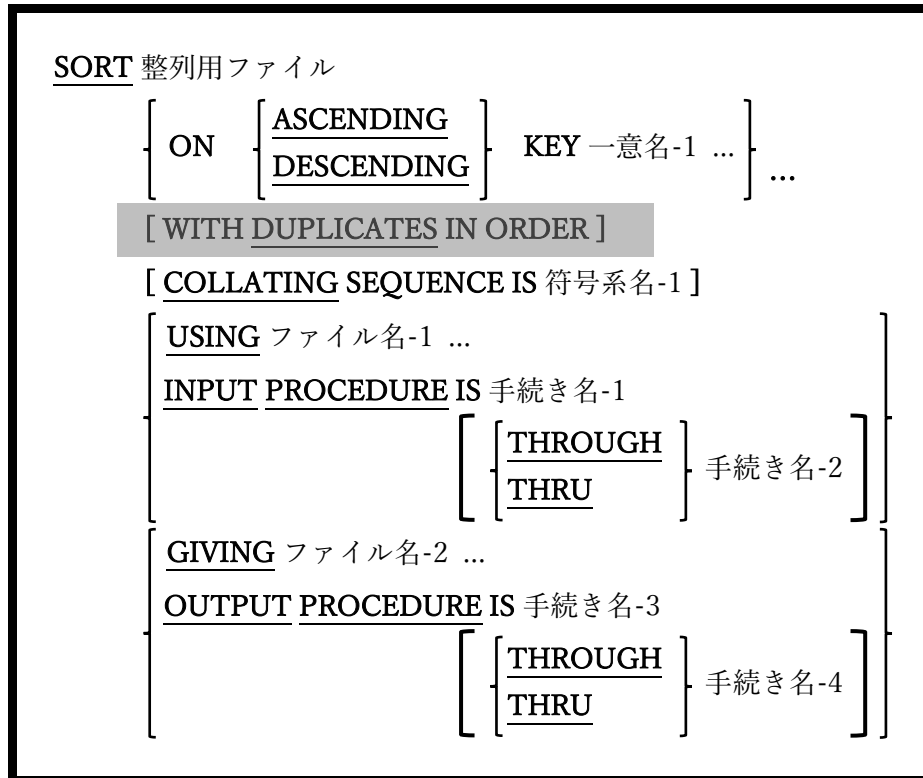 SORT 整列用ファイル
ASCENDING
ON KEY 一意名-1 ...
DESCENDING
...
[ WITH DUPLICATES IN ORDER ]
[ COLLATING SEQUENCE IS 符号系名-1 ]
USING ファイル名-1 ...
INPUT PROCEDURE IS 手続き名-1
THROUGH
手続き名-2
THRU
GIVING ファイル名-2 ...
OUTPUT PROCEDURE IS 手続き名-3
THROUGH
手続き名-4
THRU